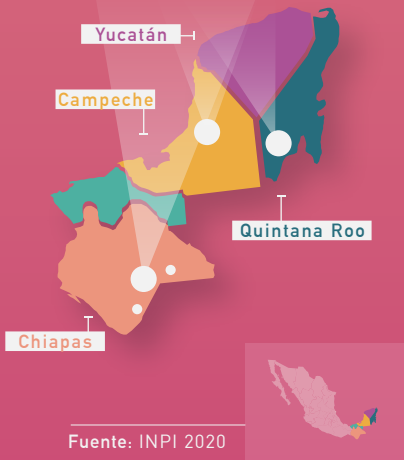 Yucatán
Campeche
Quintana Roo
Chiapas
Fuente: INPI 2020